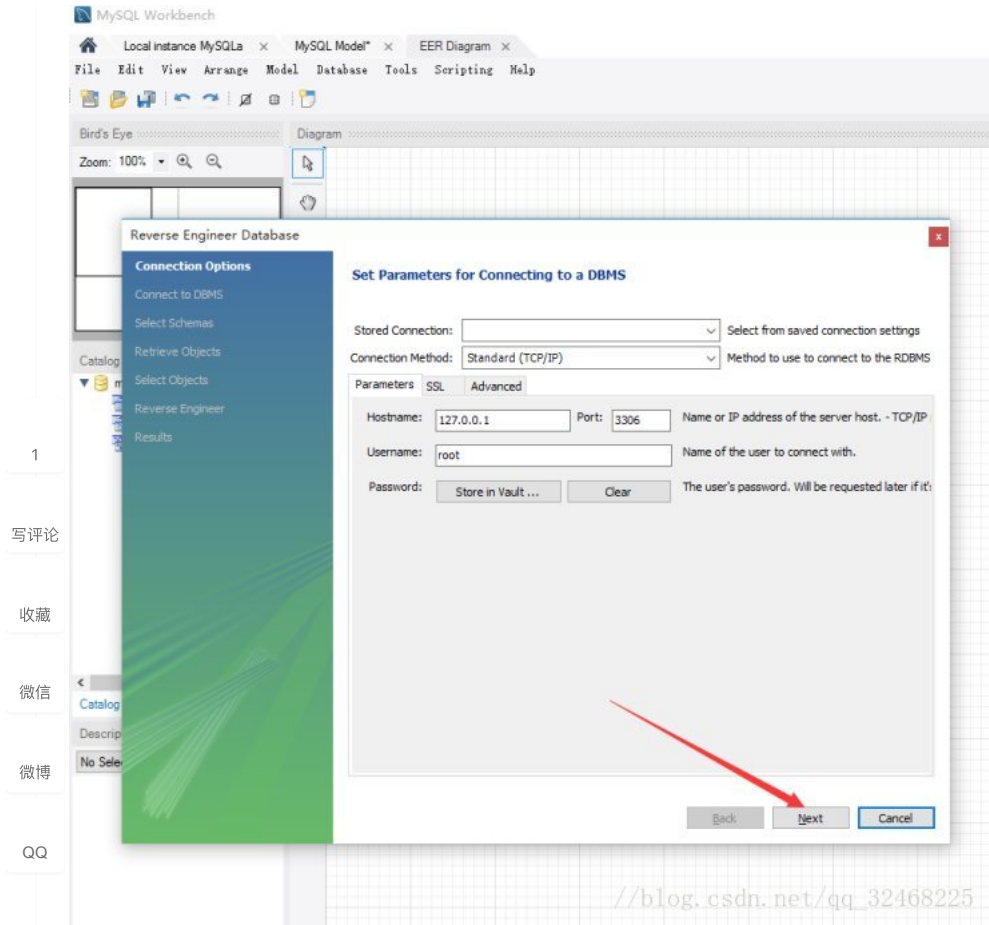 MySQL Workbench
Local instance MySQLa × MySQL Model* × EER Diagram ×
File Edit View Arrange Model Database Tools Scripting Help
Bird's Eye
Diagram
Zoom: 100%
Reverse Engineer Database
x
Connection Options
Connect to DBMS
Select Schemas
Retrieve Objects
Select Objects
Reverse Engineer
Results
Set Parameters for Connecting to a DBMS
Stored Connection: Select from saved connection settings
Connection Method: Standard (TCP/IP) Method to use to connect to the RDBMS
Parameters SSL Advanced
Hostname: 127.0.0.1 Port: 3306 Name or IP address of the server host. - TCP/IP
Username: root Name of the user to connect with.
Password: Store in Vault ... Clear The user's password. Will be requested later if it's
Back Next Cancel
Catalog
m
Catalog
Descrip
No Sele
1
写评论
收藏
微信
微博
QQ
//blog.csdn.net/qq_32468225